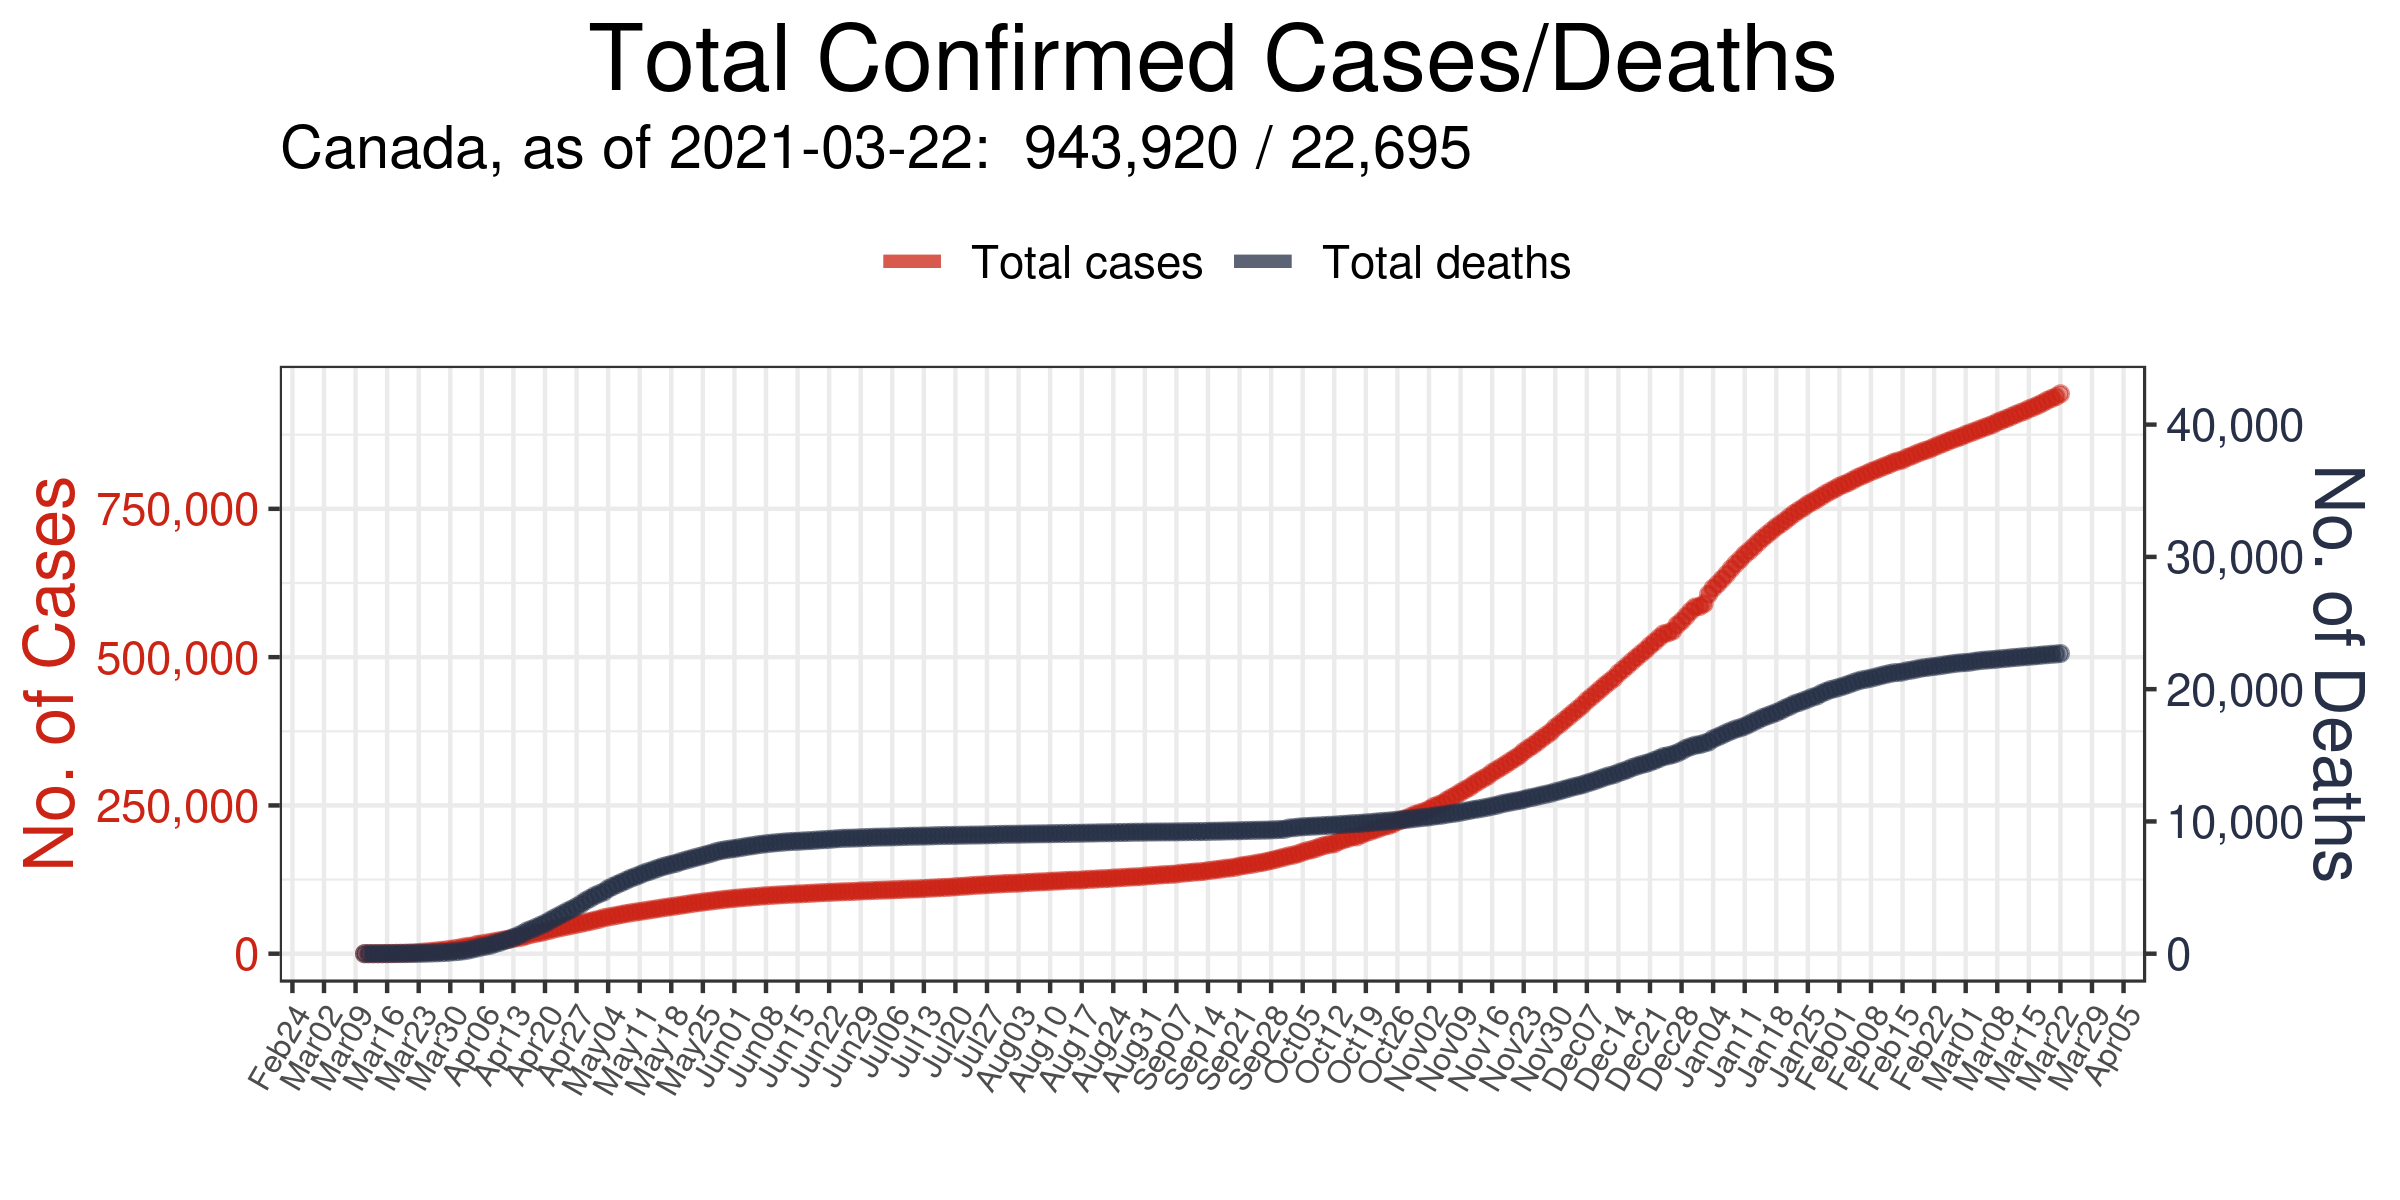 Total Confirmed Cases/Deaths
Canada, as of 2021-03-22:  943,920 / 22,695
Total cases
Total deaths
No. of Cases
750,000
500,000
250,000
0
40,000
30,000
20,000
10,000
0
No. of Deaths
Feb24
Mar02
Mar09
Mar16
Mar23
Mar30
Apr06
Apr13
Apr20
Apr27
May04
May11
May18
May25
Jun01
Jun08
Jun15
Jun22
Jun29
Jul06
Jul13
Jul20
Jul27
Aug03
Aug10
Aug17
Aug24
Aug31
Sep07
Sep14
Sep21
Sep28
Oct05
Oct12
Oct19
Oct26
Nov02
Nov09
Nov16
Nov23
Nov30
Dec07
Dec14
Dec21
Dec28
Jan04
Jan11
Jan18
Jan25
Feb01
Feb08
Feb15
Feb22
Mar01
Mar08
Mar15
Mar22
Mar29
Apr05